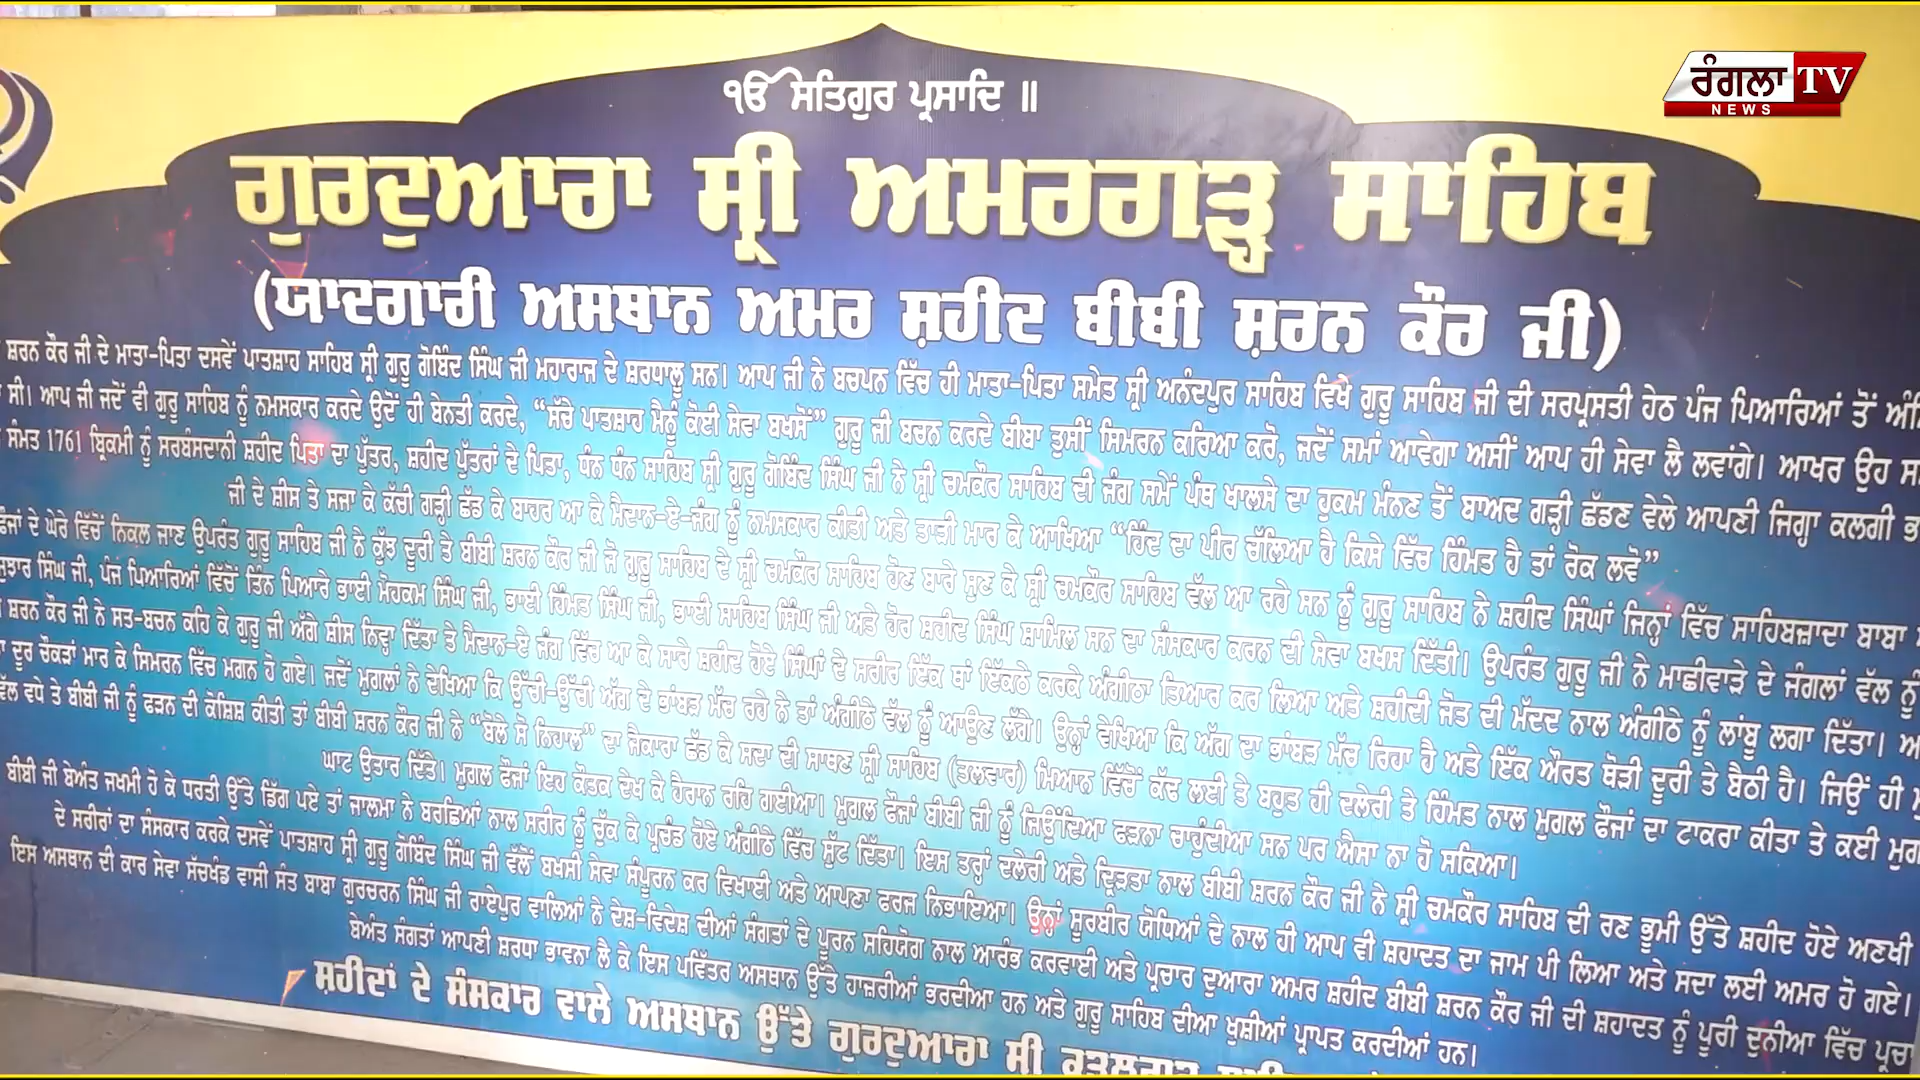 ੴ ਸਤਿਗੁਰ ਪ੍ਰਸਾਦਿ ॥
ਰੰਗਲਾ TV
NEWS
ਗੁਰਦੁਆਰਾ ਸ੍ਰੀ ਅਮਰਗੜ੍ਹ ਸਾਹਿਬ
(ਯਾਦਗਾਰੀ ਅਸਥਾਨ ਅਮਰ ਸ਼ਹੀਦ ਬੀਬੀ ਸ਼ਰਨ ਕੌਰ ਜੀ)
ਸ਼ਰਨ ਕੌਰ ਜੀ ਦੇ ਮਾਤਾ-ਪਿਤਾ ਦਸਵੇਂ ਪਾਤਸ਼ਾਹ ਸਾਹਿਬ ਸ੍ਰੀ ਗੁਰੂ ਗੋਬਿੰਦ ਸਿੰਘ ਜੀ ਮਹਾਰਾਜ ਦੇ ਸ਼ਰਧਾਲੂ ਸਨ। ਆਪ ਜੀ ਨੇ ਬਚਪਨ ਵਿੱਚ ਹੀ ਮਾਤਾ-ਪਿਤਾ ਸਮੇਤ ਸ੍ਰੀ ਅਨੰਦਪੁਰ ਸਾਹਿਬ ਵਿਖੇ ਗੁਰੂ ਸਾਹਿਬ ਜੀ ਦੀ ਸਰਪ੍ਰਸਤੀ ਹੇਠ ਪੰਜ ਪਿਆਰਿਆਂ ਤੋਂ
ਸੀ। ਆਪ ਜੀ ਜਦੋਂ ਵੀ ਗੁਰੂ ਸਾਹਿਬ ਨੂੰ ਨਮਸਕਾਰ ਕਰਦੇ ਉਦੋਂ ਹੀ ਬੇਨਤੀ ਕਰਦੇ, “ਸੱਚੇ ਪਾਤਸ਼ਾਹ ਮੈਨੂੰ ਕੋਈ ਸੇਵਾ ਬਖਸੋਂ” ਗੁਰੂ ਜੀ ਬਚਨ ਕਰਦੇ ਬੀਬਾ ਤੁਸੀਂ ਸਿਮਰਨ ਕਰਿਆ ਕਰੋ, ਜਦੋਂ ਸਮਾਂ ਆਵੇਗਾ ਅਸੀਂ ਆਪ ਹੀ ਸੇਵਾ ਲੈ ਲਵਾਂਗੇ। ਆਖਰ ਉਹ
ਸੰਮਤ 1761 ਬ੍ਰਿਕਮੀ ਨੂੰ ਸਰਬੰਸਦਾਨੀ ਸ਼ਹੀਦ ਪਿਤਾ ਦਾ ਪੁੱਤਰ, ਸ਼ਹੀਦ ਪੁੱਤਰਾਂ ਦੇ ਪਿਤਾ, ਧੰਨ ਧੰਨ ਸਾਹਿਬ ਸ੍ਰੀ ਗੁਰੂ ਗੋਬਿੰਦ ਸਿੰਘ ਜੀ ਨੇ ਸ੍ਰੀ ਚਮਕੌਰ ਸਾਹਿਬ ਦੀ ਜੰਗ ਸਮੇਂ ਪੰਥ ਖਾਲਸੇ ਦਾ ਹੁਕਮ ਮੰਨਣ ਤੋਂ ਬਾਅਦ ਗੜ੍ਹੀ ਛੱਡਣ ਵੇਲੇ ਆਪਣੀ ਜਿਗ੍ਹਾ ਕਲਗੀ
ਜੀ ਦੇ ਸ਼ੀਸ ਤੇ ਸਜਾ ਕੇ ਕੱਚੀ ਗੜ੍ਹੀ ਛੱਡ ਕੇ ਬਾਹਰ ਆ ਕੇ ਮੈਦਾਨ-ਏ-ਜੰਗ ਨੂੰ ਨਮਸਕਾਰ ਕੀਤੀ ਅਤੇ ਤਾੜੀ ਮਾਰ ਕੇ ਆਖਿਆ “ਹਿੰਦ ਦਾ ਪੀਰ ਚੱਲਿਆ ਹੈ ਕਿਸੇ ਵਿੱਚ ਹਿੰਮਤ ਹੈ ਤਾਂ ਰੋਕ ਲਵੋ”
ਦੇ ਘੇਰੇ ਵਿੱਚੋਂ ਨਿਕਲ ਜਾਣ ਉਪਰੰਤ ਗੁਰੂ ਸਾਹਿਬ ਜੀ ਨੇ ਕੁੱਝ ਦੂਰੀ ਤੇ ਬੀਬੀ ਸ਼ਰਨ ਕੌਰ ਜੀ ਜੋ ਗੁਰੂ ਸਾਹਿਬ ਦੇ ਸ੍ਰੀ ਚਮਕੌਰ ਸਾਹਿਬ ਹੋਣ ਬਾਰੇ ਸੁਣ ਕੇ ਸ੍ਰੀ ਚਮਕੌਰ ਸਾਹਿਬ ਵੱਲ ਆ ਰਹੇ ਸਨ ਨੂੰ ਗੁਰੂ ਸਾਹਿਬ ਨੇ ਸ਼ਹੀਦ ਸਿੰਘਾਂ ਜਿਨ੍ਹਾਂ ਵਿੱਚ ਸਾਹਿਬਜ਼ਾਦਾ ਬਾਬਾ
ਸਿੰਘ ਜੀ, ਪੰਜ ਪਿਆਰਿਆਂ ਵਿੱਚੋਂ ਤਿੰਨ ਪਿਆਰੇ ਭਾਈ ਮੋਹਕਮ ਸਿੰਘ ਜੀ, ਭਾਈ ਹਿੰਮਤ ਸਿੰਘ ਜੀ, ਭਾਈ ਸਾਹਿਬ ਸਿੰਘ ਜੀ ਅਤੇ ਹੋਰ ਸ਼ਹੀਦ ਸਿੰਘ ਸ਼ਾਮਿਲ ਸਨ ਦਾ ਸੰਸਕਾਰ ਕਰਨ ਦੀ ਸੇਵਾ ਬਖਸ ਦਿੱਤੀ। ਉਪਰੰਤ ਗੁਰੂ ਜੀ ਨੇ ਮਾਛੀਵਾੜੇ ਦੇ ਜੰਗਲਾਂ ਵੱਲ ਨੂੰ
ਸ਼ਰਨ ਕੌਰ ਜੀ ਨੇ ਸਤ-ਬਚਨ ਕਹਿ ਕੇ ਗੁਰੂ ਜੀ ਅੱਗੇ ਸ਼ੀਸ ਨਿਵ੍ਹਾ ਦਿੱਤਾ ਤੇ ਮੈਦਾਨ-ਏ ਜੰਗ ਵਿੱਚ ਆ ਕੇ ਸਾਰੇ ਸ਼ਹੀਦ ਹੋਏ ਸਿੰਘਾਂ ਦੇ ਸਰੀਰ ਇੱਕ ਥਾਂ ਇੱਕਠੇ ਕਰਕੇ ਅੰਗੀਠਾ ਤਿਆਰ ਕਰ ਲਿਆ ਅਤੇ ਸ਼ਹੀਦੀ ਜੋਤ ਦੀ ਮੱਦਦ ਨਾਲ ਅੰਗੀਠੇ ਨੂੰ ਲਾਂਬੂ ਲਗਾ ਦਿੱਤਾ।
ਦੂਰ ਚੌਕੜਾਂ ਮਾਰ ਕੇ ਸਿਮਰਨ ਵਿੱਚ ਮਗਨ ਹੋ ਗਏ। ਜਦੋਂ ਮੁਗਲਾਂ ਨੇ ਦੇਖਿਆ ਕਿ ਉੱਚੀ-ਉੱਚੀ ਅੱਗ ਦੇ ਭਾਂਬੜ ਮੱਚ ਰਹੇ ਨੇ ਤਾਂ ਅੰਗੀਠੇ ਵੱਲ ਨੂੰ ਆਉਣ ਲੱਗੇ। ਉਨ੍ਹਾਂ ਵੇਖਿਆ ਕਿ ਅੱਗ ਦਾ ਭਾਂਬੜ ਮੱਚ ਰਿਹਾ ਹੈ ਅਤੇ ਇੱਕ ਔਰਤ ਥੋੜੀ ਦੂਰੀ ਤੇ ਬੈਠੀ ਹੈ। ਜਿਉਂ ਹੀ
ਵੱਲ ਵਧੇ ਤੇ ਬੀਬੀ ਜੀ ਨੂੰ ਫੜਨ ਦੀ ਕੋਸ਼ਿਸ਼ ਕੀਤੀ ਤਾਂ ਬੀਬੀ ਸ਼ਰਨ ਕੌਰ ਜੀ ਨੇ “ਬੋਲੇ ਸੋ ਨਿਹਾਲ” ਦਾ ਜੈਕਾਰਾ ਛੱਡ ਕੇ ਸਦਾ ਦੀ ਸਾਥਣ ਸ੍ਰੀ ਸਾਹਿਬ (ਤਲਵਾਰ) ਮਿਆਨ ਵਿੱਚੋਂ ਕੱਢ ਲਈ ਤੇ ਬਹੁਤ ਹੀ ਦਲੇਰੀ ਤੇ ਹਿੰਮਤ ਨਾਲ ਮੁਗਲ ਫੌਜਾਂ ਦਾ ਟਾਕਰਾ ਕੀਤਾ ਤੇ ਕਈ
ਘਾਟ ਉਤਾਰ ਦਿੱਤੇ। ਮੁਗਲ ਫੌਜਾਂ ਇਹ ਕੌਤਕ ਦੇਖ ਕੇ ਹੈਰਾਨ ਰਹਿ ਗਈਆ। ਮੁਗਲ ਫੌਜਾਂ ਬੀਬੀ ਜੀ ਨੂੰ ਜਿਉਂਦਿਆ ਫੜਨਾ ਚਾਹੁੰਦੀਆ ਸਨ ਪਰ ਐਸਾ ਨਾ ਹੋ ਸਕਿਆ।
ਬੀਬੀ ਜੀ ਬੇਅੰਤ ਜਖਮੀ ਹੋ ਕੇ ਧਰਤੀ ਉੱਤੇ ਡਿੱਗ ਪਏ ਤਾਂ ਜਾਲਮਾ ਨੇ ਬਰਛਿਆਂ ਨਾਲ ਸਰੀਰ ਨੂੰ ਚੁੱਕ ਕੇ ਪ੍ਰਚੰਡ ਹੋਏ ਅੰਗੀਠੇ ਵਿੱਚ ਸੁੱਟ ਦਿੱਤਾ। ਇਸ ਤਰ੍ਹਾਂ ਦਲੇਰੀ ਅਤੇ ਦ੍ਰਿੜਤਾ ਨਾਲ ਬੀਬੀ ਸ਼ਰਨ ਕੌਰ ਜੀ ਨੇ ਸ੍ਰੀ ਚਮਕੌਰ ਸਾਹਿਬ ਦੀ ਰਣ ਭੂਮੀ ਉੱਤੇ ਸ਼ਹੀਦ ਹੋਏ ਅਣਖੀ
ਦੇ ਸਰੀਰਾਂ ਦਾ ਸੰਸਕਾਰ ਕਰਕੇ ਦਸਵੇਂ ਪਾਤਸ਼ਾਹ ਸ੍ਰੀ ਗੁਰੂ ਗੋਬਿੰਦ ਸਿੰਘ ਜੀ ਵੱਲੋਂ ਬਖਸੀ ਸੇਵਾ ਸੰਪੂਰਨ ਕਰ ਵਿਖਾਈ ਅਤੇ ਆਪਣਾ ਫਰਜ ਨਿਭਾਇਆ। ਉਨ੍ਹਾਂ ਸੂਰਬੀਰ ਯੋਧਿਆਂ ਦੇ ਨਾਲ ਹੀ ਆਪ ਵੀ ਸ਼ਹਾਦਤ ਦਾ ਜਾਮ ਪੀ ਲਿਆ ਅਤੇ ਸਦਾ ਲਈ ਅਮਰ ਹੋ ਗਏ।
ਇਸ ਅਸਥਾਨ ਦੀ ਕਾਰ ਸੇਵਾ ਸੱਚਖੰਡ ਵਾਸੀ ਸੰਤ ਬਾਬਾ ਗੁਰਚਰਨ ਸਿੰਘ ਜੀ ਰਾਏਪੁਰ ਵਾਲਿਆਂ ਨੇ ਦੇਸ਼-ਵਿਦੇਸ਼ ਦੀਆਂ ਸੰਗਤਾਂ ਦੇ ਪੂਰਨ ਸਹਿਯੋਗ ਨਾਲ ਆਰੰਭ ਕਰਵਾਈ ਅਤੇ ਪ੍ਰਚਾਰ ਦੁਆਰਾ ਅਮਰ ਸ਼ਹੀਦ ਬੀਬੀ ਸ਼ਰਨ ਕੌਰ ਜੀ ਦੀ ਸ਼ਹਾਦਤ ਨੂੰ ਪੂਰੀ ਦੁਨੀਆ ਵਿੱਚ
ਬੇਅੰਤ ਸੰਗਤਾਂ ਆਪਣੀ ਸ਼ਰਧਾ ਭਾਵਨਾ ਲੈ ਕੇ ਇਸ ਪਵਿੱਤਰ ਅਸਥਾਨ ਉੱਤੇ ਹਾਜ਼ਰੀਆਂ ਭਰਦੀਆ ਹਨ ਅਤੇ ਗੁਰੂ ਸਾਹਿਬ ਦੀਆ ਖੁਸ਼ੀਆਂ ਪ੍ਰਾਪਤ ਕਰਦੀਆਂ ਹਨ।
ਸ਼ਹੀਦਾਂ ਦੇ ਸੰਸਕਾਰ ਵਾਲੇ ਅਸਥਾਨ ਉੱਤੇ ਗੁਰਦੁਆਰਾ ਸ੍ਰੀ